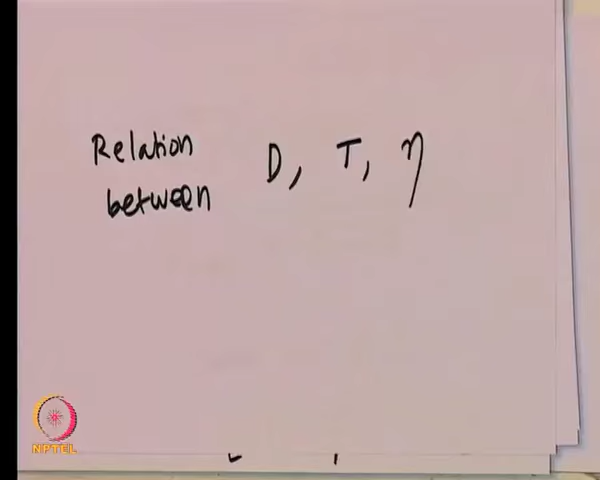 Relation D, T, η
between
NPTEL